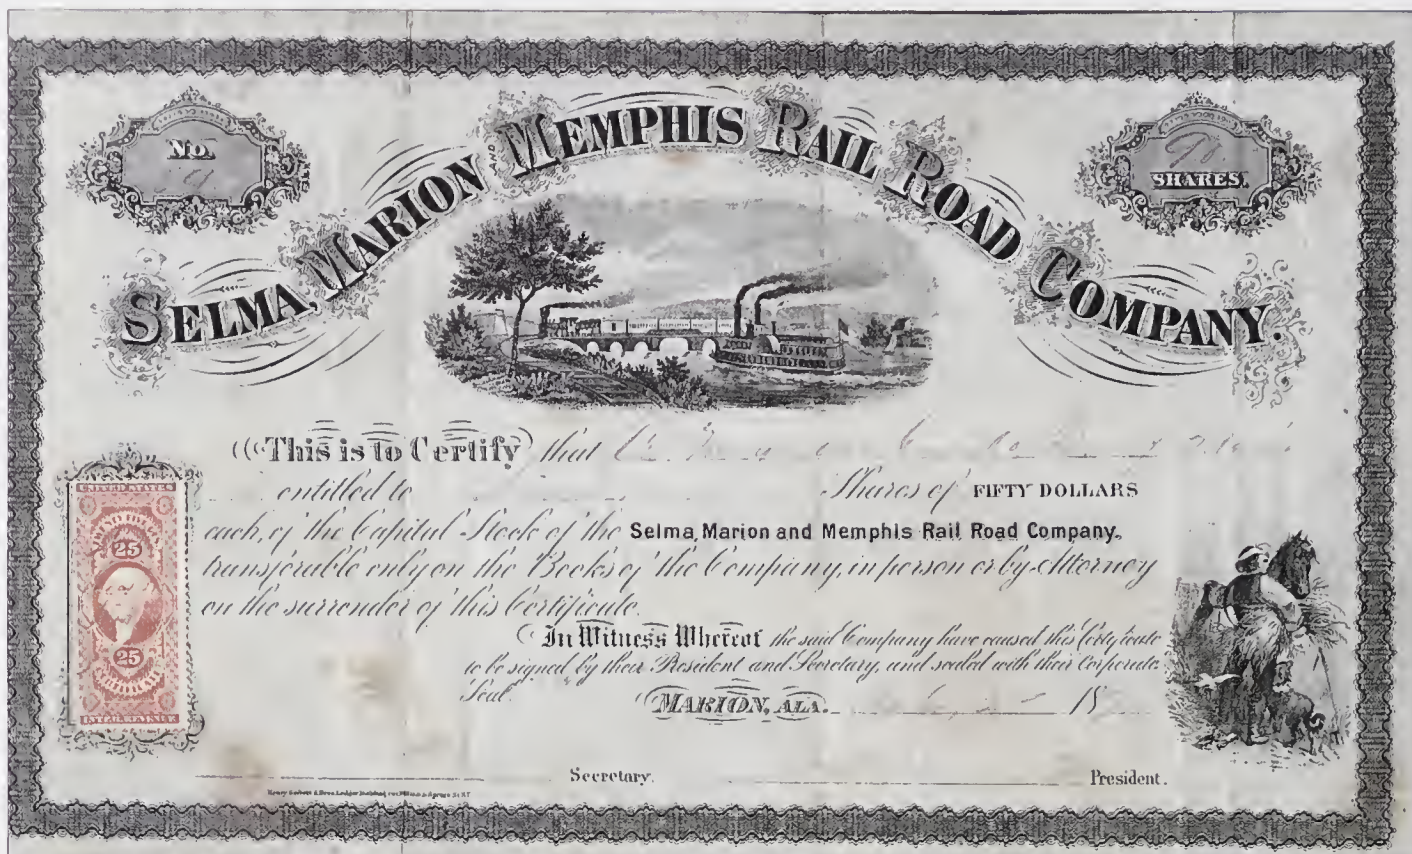 No.
SHARES.
SELMA, MARION AND MEMPHIS RAIL ROAD COMPANY.
This is to Certify that
entitled to Shares of FIFTY DOLLARS
each, of the Capital Stock of the Selma, Marion and Memphis Rail Road Company,
transferable only on the Books of the Company, in person or by Attorney
on the surrender of this Certificate.
In Witness Whereof the said Company have caused this Certificate
to be signed by their President and Secretary, and sealed with their Corporate
Seal.
MARION, ALA. 18
UNITED STATES
25
25
CERTIFICATE
INTER. REVENUE
Secretary. President.